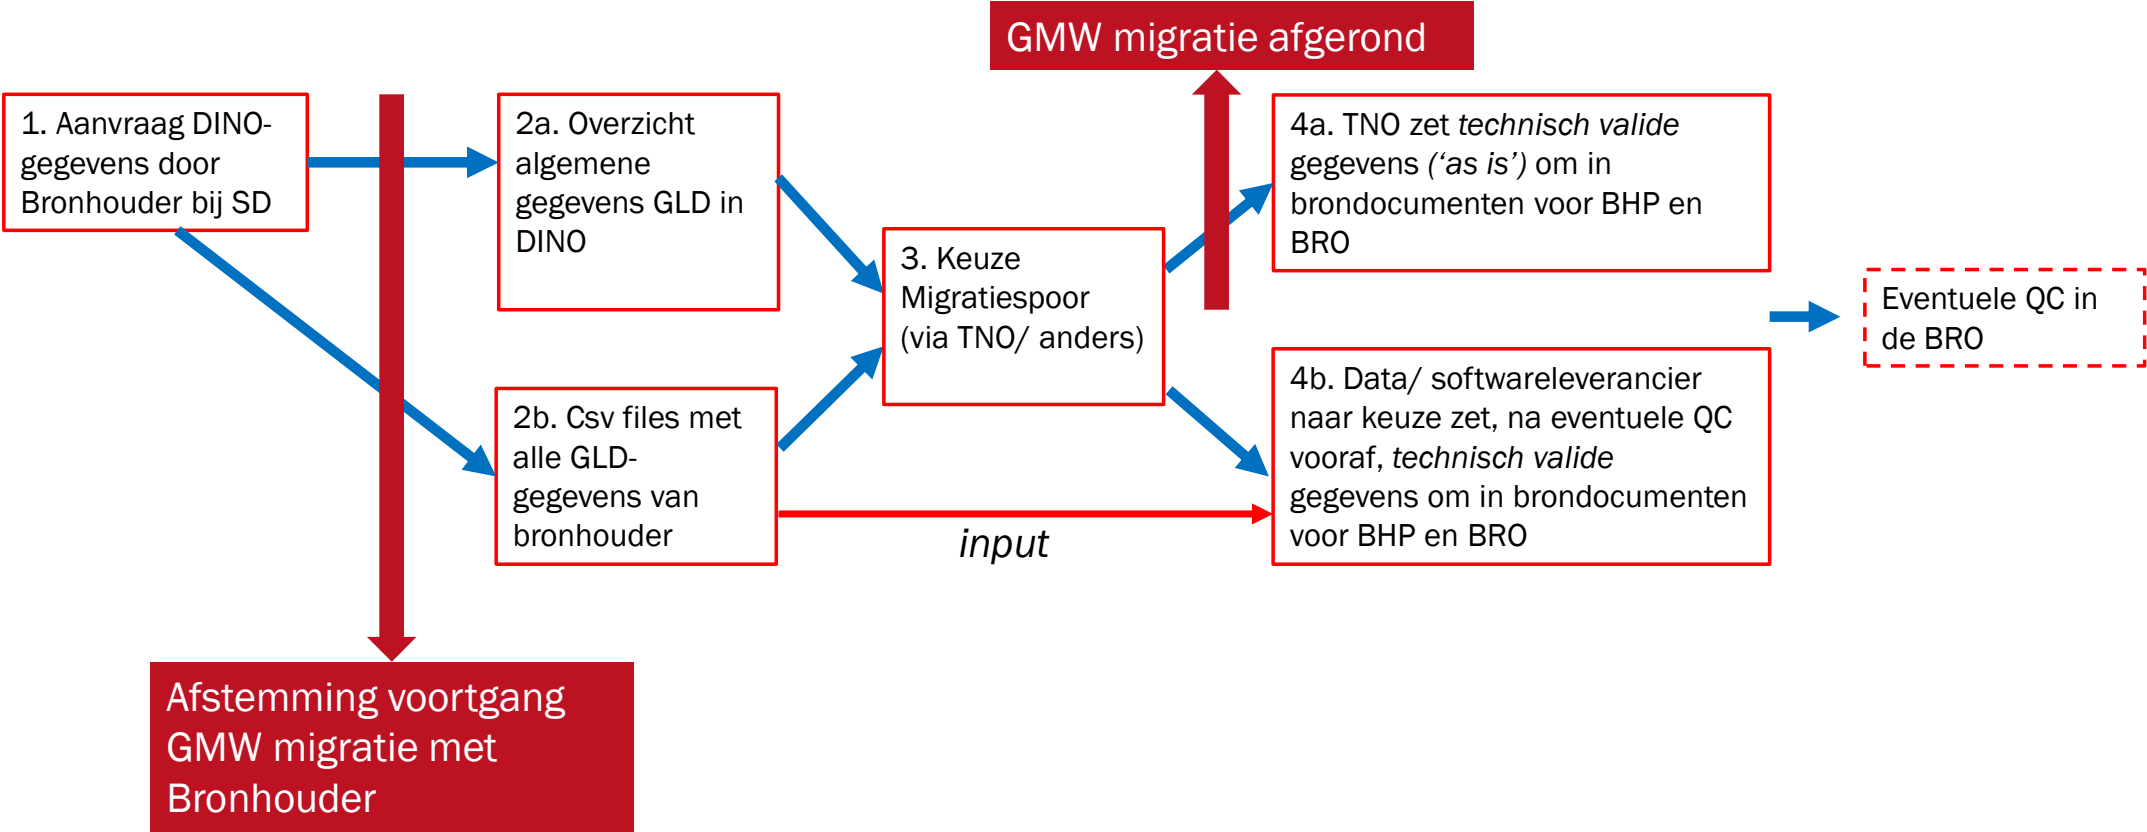 GMW migratie afgerond
1. Aanvraag DINO-
gegevens door
Bronhouder bij SD
2a. Overzicht
algemene
gegevens GLD in
DINO
2b. Csv files met
alle GLD-
gegevens van
bronhouder
3. Keuze
Migratiespoor
(via TNO/ anders)
input
4a. TNO zet technisch valide
gegevens (‘as is’) om in
brondocumenten voor BHP en
BRO
4b. Data/ softwareleverancier
naar keuze zet, na eventuele QC
vooraf, technisch valide
gegevens om in brondocumenten
voor BHP en BRO
Eventuele QC in
de BRO
Afstemming voortgang
GMW migratie met
Bronhouder